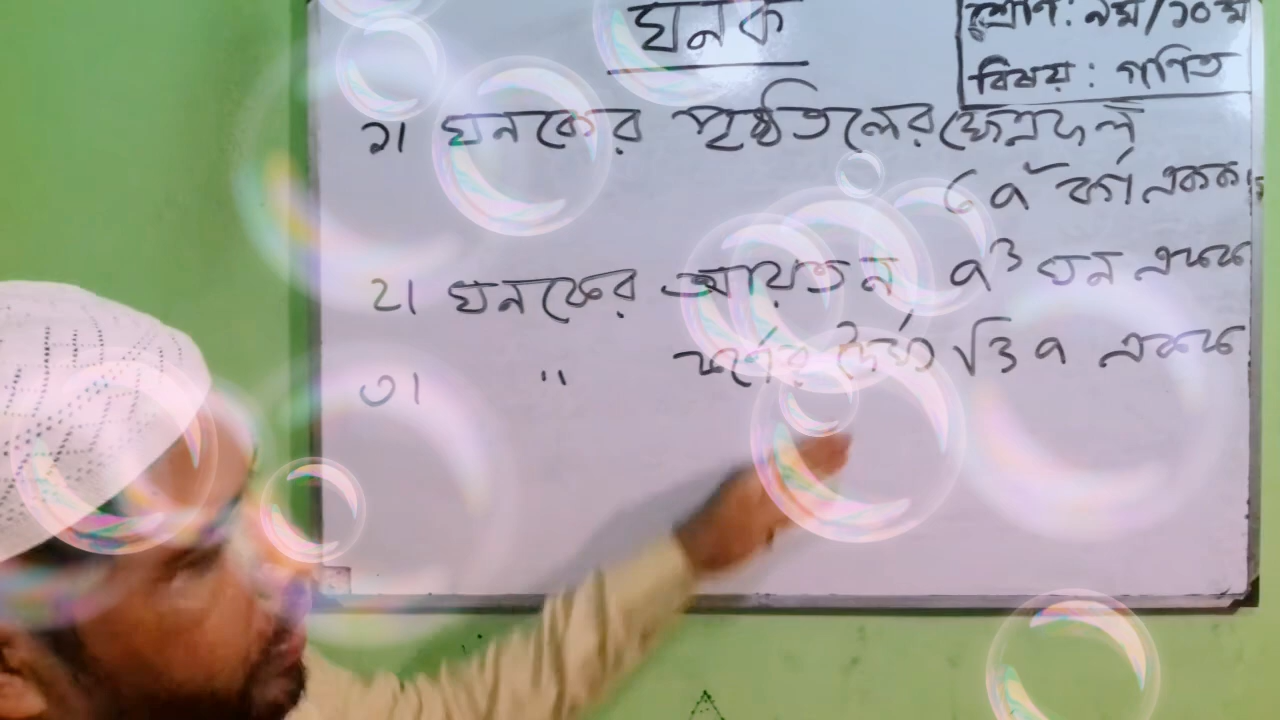 ঘনক
শ্রেণি: ৯ম/১০ম
বিষয়: গণিত
১। ঘনকের পৃষ্ঠতলের ক্ষেত্রফল
৬a² বর্গ একক।
২। ঘনকের আয়তন a³ ঘন একক
৩। " কর্ণের দৈর্ঘ্য √৩ a একক